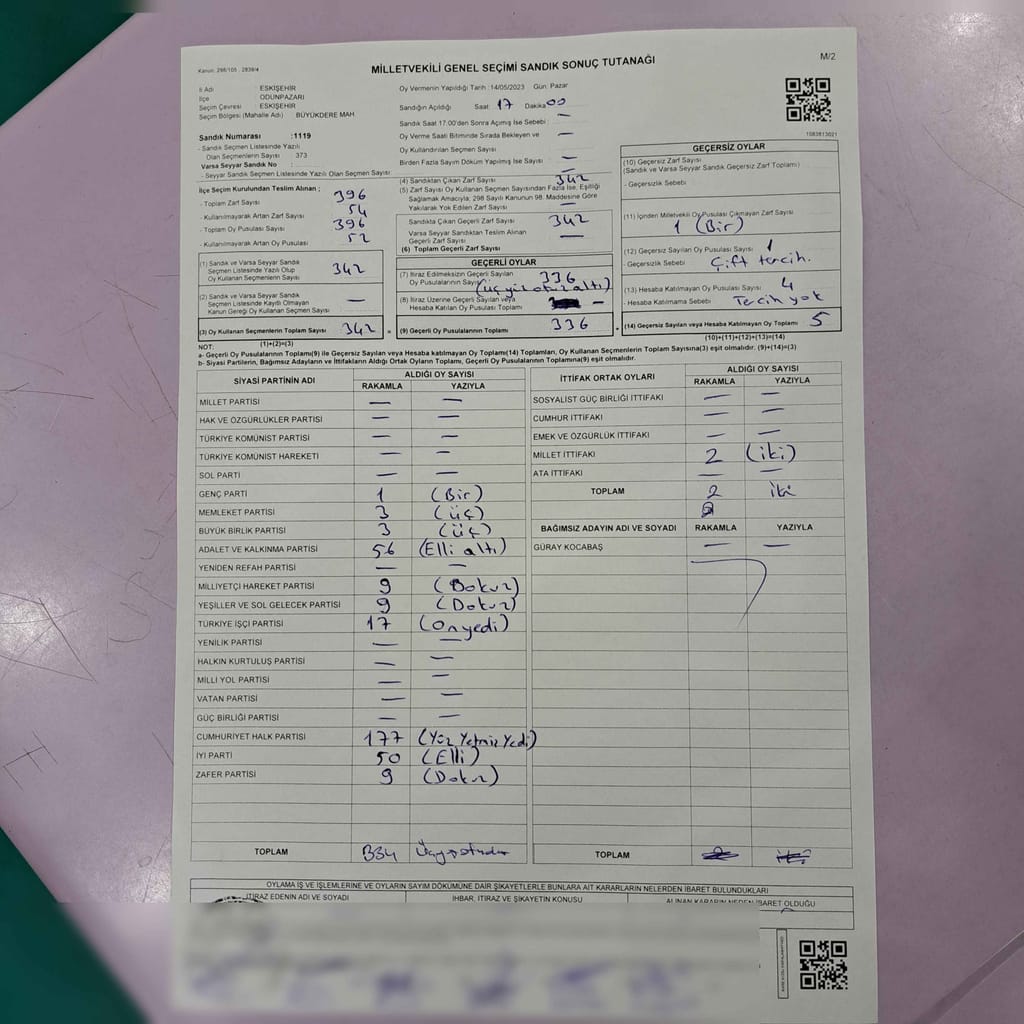 Kanun: 298/105 - 2839/4
MİLLETVEKİLİ GENEL SEÇİMİ SANDIK SONUÇ TUTANAĞI
M/2
İl Adı : ESKİŞEHİR
İlçe : ODUNPAZARI
Seçim Çevresi : ESKİŞEHİR
Seçim Bölgesi (Mahalle Adı) : BÜYÜKDERE MAH
Oy Vermenin Yapıldığı Tarih : 14/05/2023 Gün: Pazar
Sandığın Açıldığı Saat 17 Dakika 00
Sandık Saat 17:00'den Sonra Açımış İse Sebebi : —
Oy Verme Saati Bitiminde Sırada Bekleyen ve
Oy Kullandırılan Seçmen Sayısı —
Birden Fazla Sayım Döküm Yapılmış İse Sayısı —
1083813021
Sandık Numarası : 1119
- Sandık Seçmen Listesinde Yazılı
Olan Seçmenlerin Sayısı 373
Varsa Seyyar Sandık No :
- Seyyar Sandık Seçmen Listesinde Yazılı Olan Seçmen Sayısı
İlçe Seçim Kurulundan Teslim Alınan ;
- Toplam Zarf Sayısı 396
- Kullanılmayarak Artan Zarf Sayısı 54
- Toplam Oy Pusulası Sayısı 396
- Kullanılmayarak Artan Oy Pusulası 52
(1) Sandık ve Varsa Seyyar Sandık
Seçmen Listesinde Yazılı Olup
Oy Kullanan Seçmenlerin Sayısı 342
(2) Sandık ve Varsa Seyyar Sandık
Seçmen Listesinde Kayıtlı Olmayan
Kanun Gereği Oy Kullanan Seçmen Sayısı —
(3) Oy Kullanan Seçmenlerin Toplam Sayısı 342
(1)+(2)=(3)
(4) Sandıktan Çıkan Zarf Sayısı 342
(5) Zarf Sayısı Oy Kullanan Seçmen Sayısından Fazla İse, Eşitliği
Sağlamak Amacıyla; 298 Sayılı Kanunun 98. Maddesine Göre
Yakılarak Yok Edilen Zarf Sayısı —
Sandıkta Çıkan Geçerli Zarf Sayısı 342
Varsa Seyyar Sandıktan Teslim Alınan
Geçerli Zarf Sayısı —
(6) Toplam Geçerli Zarf Sayısı
GEÇERLİ OYLAR
(7) İtiraz Edilmeksizin Geçerli Sayılan
Oy Pusulalarının Sayısı 336 (üçyüzotuzaltı)
(8) İtiraz Üzerine Geçerli Sayılan veya
Hesaba Katılan Oy Pusulası Toplamı —
(9) Geçerli Oy Pusulalarının Toplamı 336
GEÇERSİZ OYLAR
(10) Geçersiz Zarf Sayısı
(Sandık ve Varsa Sandık Geçersiz Zarf Toplamı)
- Geçersizlik Sebebi
(11) İçinden Milletvekili Oy Pusulası Çıkmayan Zarf Sayısı
1 (Bir)
(12) Geçersiz Sayılan Oy Pusulası Sayısı 1
- Geçersizlik Sebebi Çift tercih.
(13) Hesaba Katılmayan Oy Pusulası Sayısı 4
- Hesaba Katılmama Sebebi Tercih yok
(14) Geçersiz Sayılan veya Hesaba Katılmayan Oy Toplamı 5
(10)+(11)+(12)+(13)=(14)
NOT:
a- Geçerli Oy Pusulalarının Toplamı(9) ile Geçersiz Sayılan veya Hesaba katılmayan Oy Toplamı(14) Toplamları, Oy Kullanan Seçmenlerin Toplam Sayısına(3) eşit olmalıdır. (9)+(14)=(3)
b- Siyasi Partilerin, Bağımsız Adayların ve İttifakların Aldığı Ortak Oyların Toplamı, Geçerli Oy Pusulalarının Toplamına(9) eşit olmalıdır.
SİYASİ PARTİNİN ADI ALDIĞI OY SAYISI
RAKAMLA YAZIYLA
MİLLET PARTİSİ — —
HAK VE ÖZGÜRLÜKLER PARTİSİ — —
TÜRKİYE KOMÜNİST PARTİSİ — —
TÜRKİYE KOMÜNİST HAREKETİ — —
SOL PARTİ — —
GENÇ PARTİ 1 (Bir)
MEMLEKET PARTİSİ 3 (üç)
BÜYÜK BİRLİK PARTİSİ 3 (üç)
ADALET VE KALKINMA PARTİSİ 56 (Elli altı)
YENİDEN REFAH PARTİSİ — —
MİLLİYETÇİ HAREKET PARTİSİ 9 (Dokuz)
YEŞİLLER VE SOL GELECEK PARTİSİ 9 (Dokuz)
TÜRKİYE İŞÇİ PARTİSİ 17 (Onyedi)
YENİLİK PARTİSİ — —
HALKIN KURTULUŞ PARTİSİ — —
MİLLİ YOL PARTİSİ — —
VATAN PARTİSİ — —
GÜÇ BİRLİĞİ PARTİSİ — —
CUMHURİYET HALK PARTİSİ 177 (Yüz Yetmiş Yedi)
İYİ PARTİ 50 (Elli)
ZAFER PARTİSİ 9 (Dokuz)
TOPLAM 334
İTTİFAK ORTAK OYLARI ALDIĞI OY SAYISI
RAKAMLA YAZIYLA
SOSYALİST GÜÇ BİRLİĞİ İTTİFAKI — —
CUMHUR İTTİFAKI — —
EMEK VE ÖZGÜRLÜK İTTİFAKI — —
MİLLET İTTİFAKI 2 (iki)
ATA İTTİFAKI — —
TOPLAM 2 iki
BAĞIMSIZ ADAYIN ADI VE SOYADI RAKAMLA YAZIYLA
GÜRAY KOCABAŞ — —
TOPLAM
OYLAMA İŞ VE İŞLEMLERİNE VE OYLARIN SAYIM DÖKÜMÜNE DAİR ŞİKAYETLERLE BUNLARA AİT KARARLARIN NELERDEN İBARET BULUNDUKLARI
İTİRAZ EDENİN ADI VE SOYADI İHBAR, İTİRAZ VE ŞİKAYETİN KONUSU ALINAN KARARIN NEDEN İBARET OLDUĞU